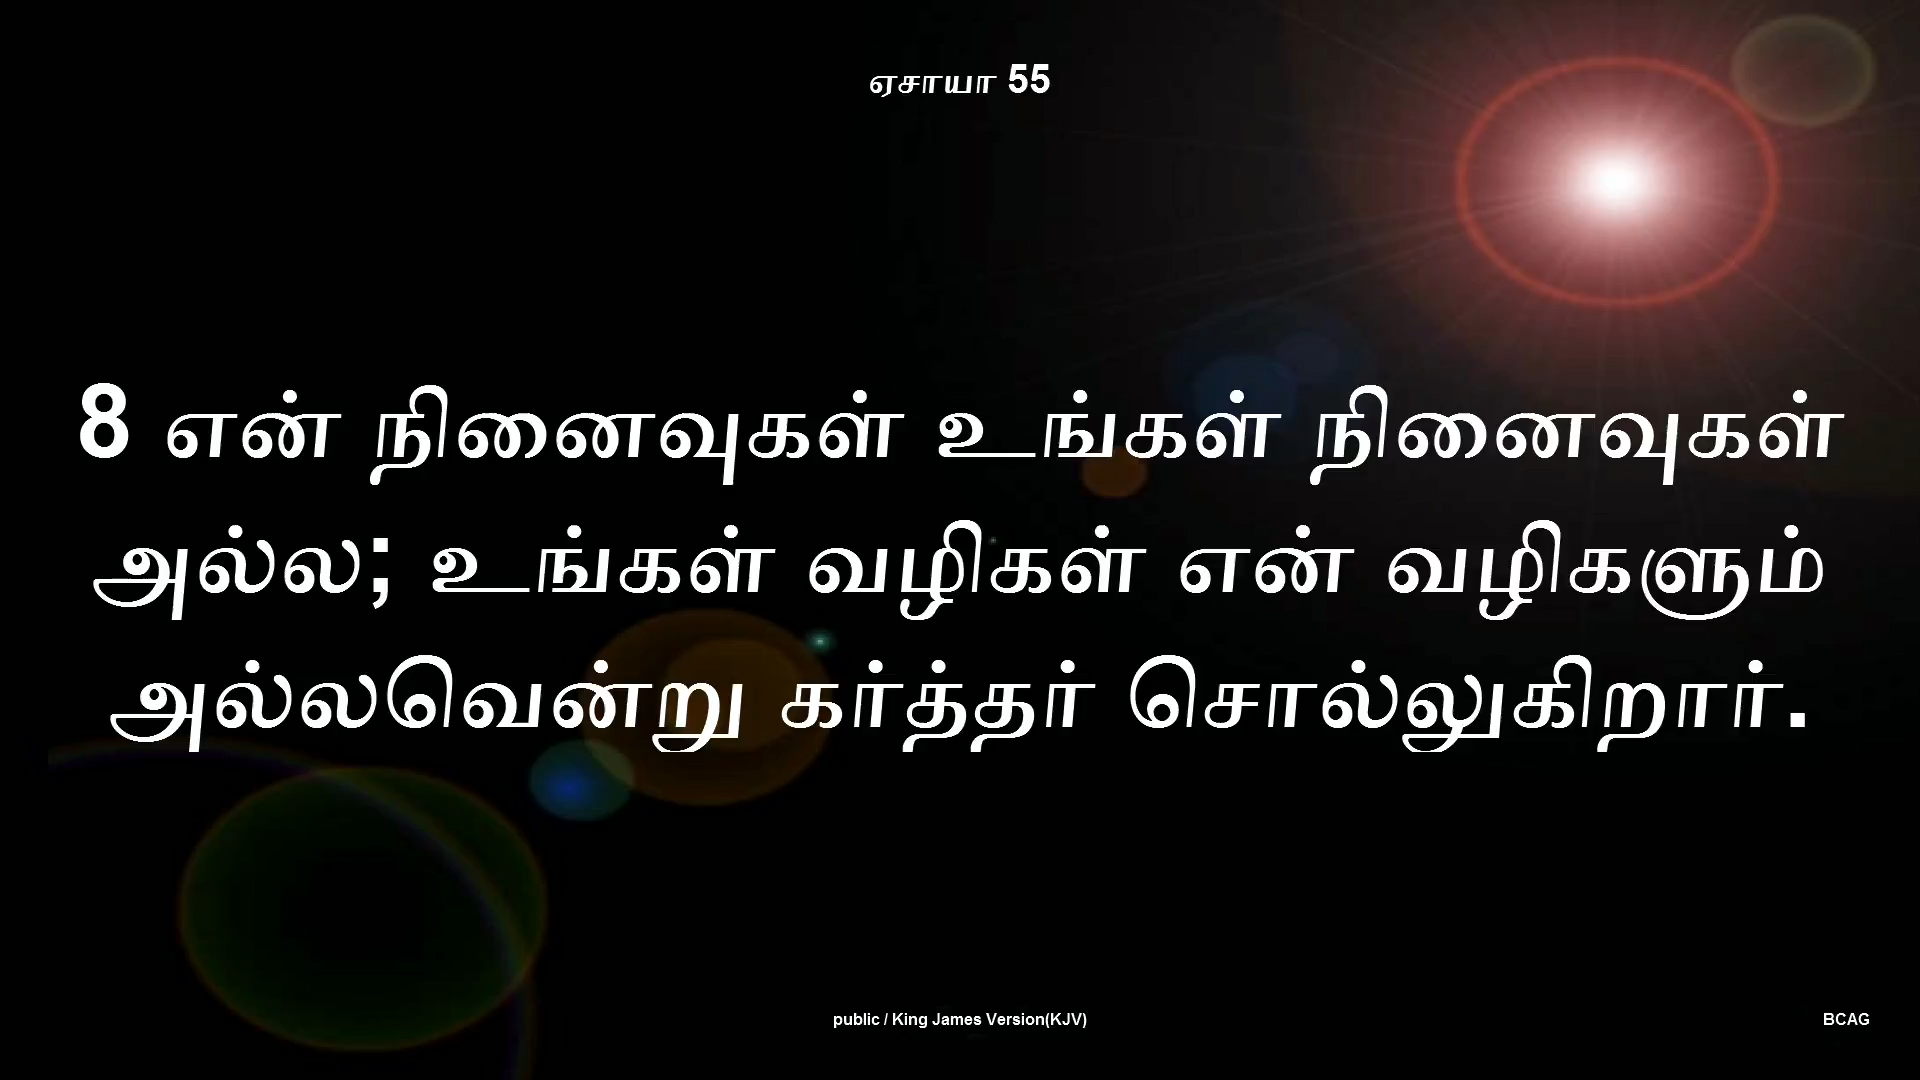 ஏசாயா 55
8 என் நினைவுகள் உங்கள் நினைவுகள்
அல்ல; உங்கள் வழிகள் என் வழிகளும்
அல்லவென்று கர்த்தர் சொல்லுகிறார்.
public / King James Version(KJV)
BCAG